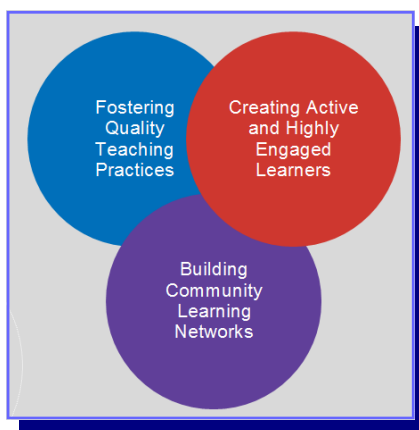 Fostering
Quality
Teaching
Practices
Creating Active
and Highly
Engaged
Learners
Building
Community
Learning
Networks